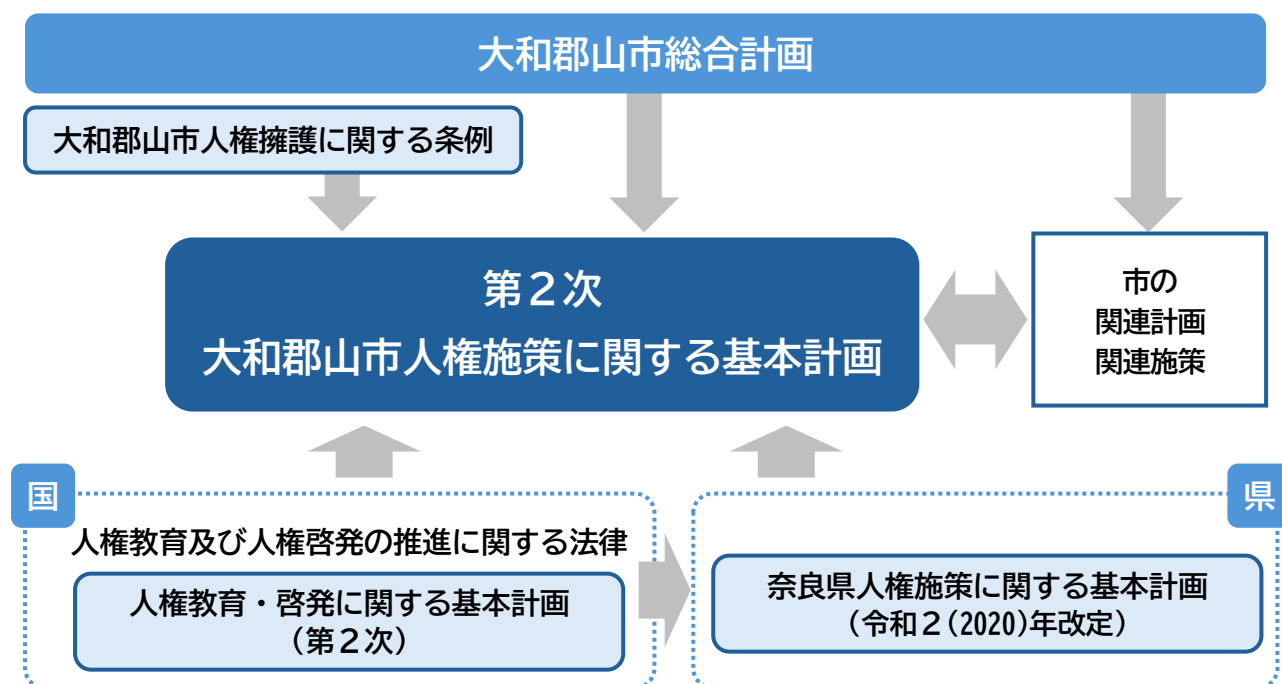 大和郡山市総合計画
大和郡山市人権擁護に関する条例
第２次
大和郡山市人権施策に関する基本計画
市の
関連計画
関連施策
国
人権教育及び人権啓発の推進に関する法律
人権教育・啓発に関する基本計画
（第２次）
県
奈良県人権施策に関する基本計画
（令和２(2020)年改定）